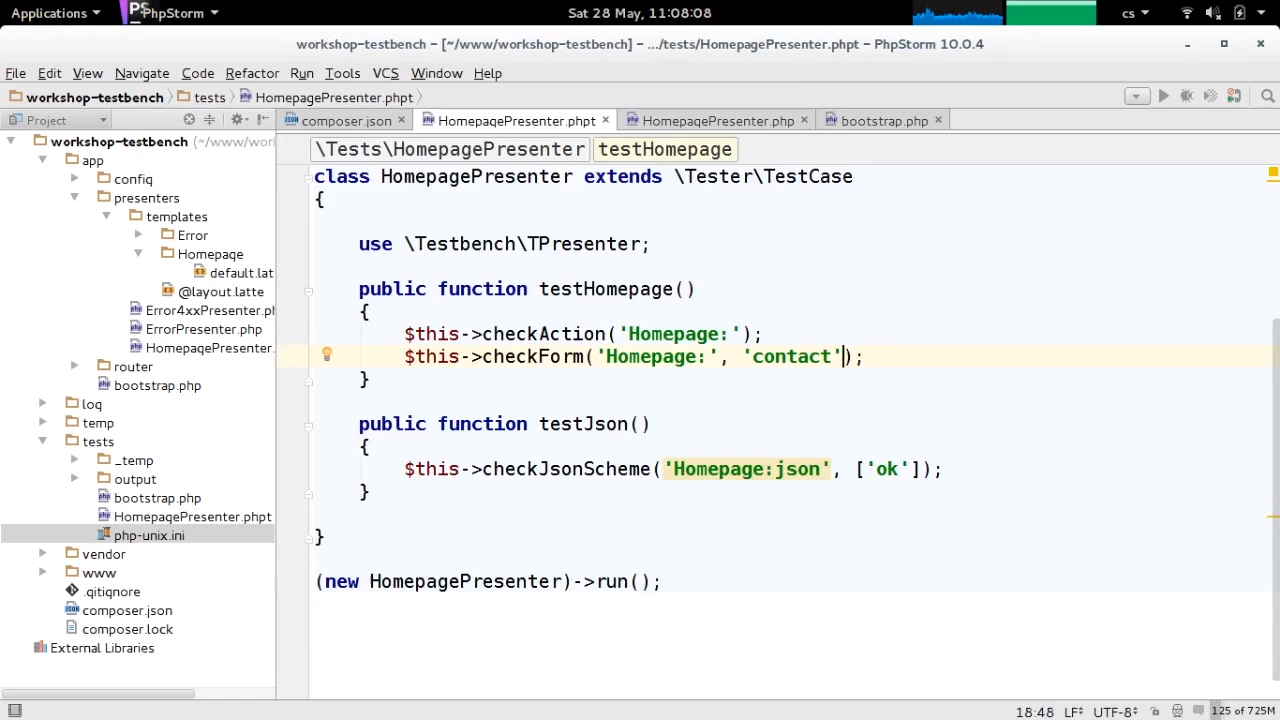 Applications PhpStorm Sat 28 May, 11:08:08 cs
workshop-testbench – [~/www/workshop-testbench] – .../tests/HomepagePresenter.phpt – PhpStorm 10.0.4
File Edit View Navigate Code Refactor Run Tools VCS Window Help
workshop-testbench tests HomepagePresenter.phpt
Project composer.json HomepagePresenter.phpt HomepagePresenter.php bootstrap.php
workshop-testbench (~/www/wor
app
config
presenters
templates
Error
Homepage
default.lat
@layout.latte
Error4xxPresenter.ph
ErrorPresenter.php
HomepagePresenter.
router
bootstrap.php
log
temp
tests
_temp
output
bootstrap.php
HomepagePresenter.phpt
php-unix.ini
vendor
www
.gitignore
composer.json
composer.lock
External Libraries
\Tests\HomepagePresenter testHomepage
class HomepagePresenter extends \Tester\TestCase
{
use \Testbench\TPresenter;
public function testHomepage()
{
$this->checkAction('Homepage:');
$this->checkForm('Homepage:', 'contact');
}
public function testJson()
{
$this->checkJsonScheme('Homepage:json', ['ok']);
}
}
(new HomepagePresenter)->run();
18:48 LF UTF-8 125 of 725M